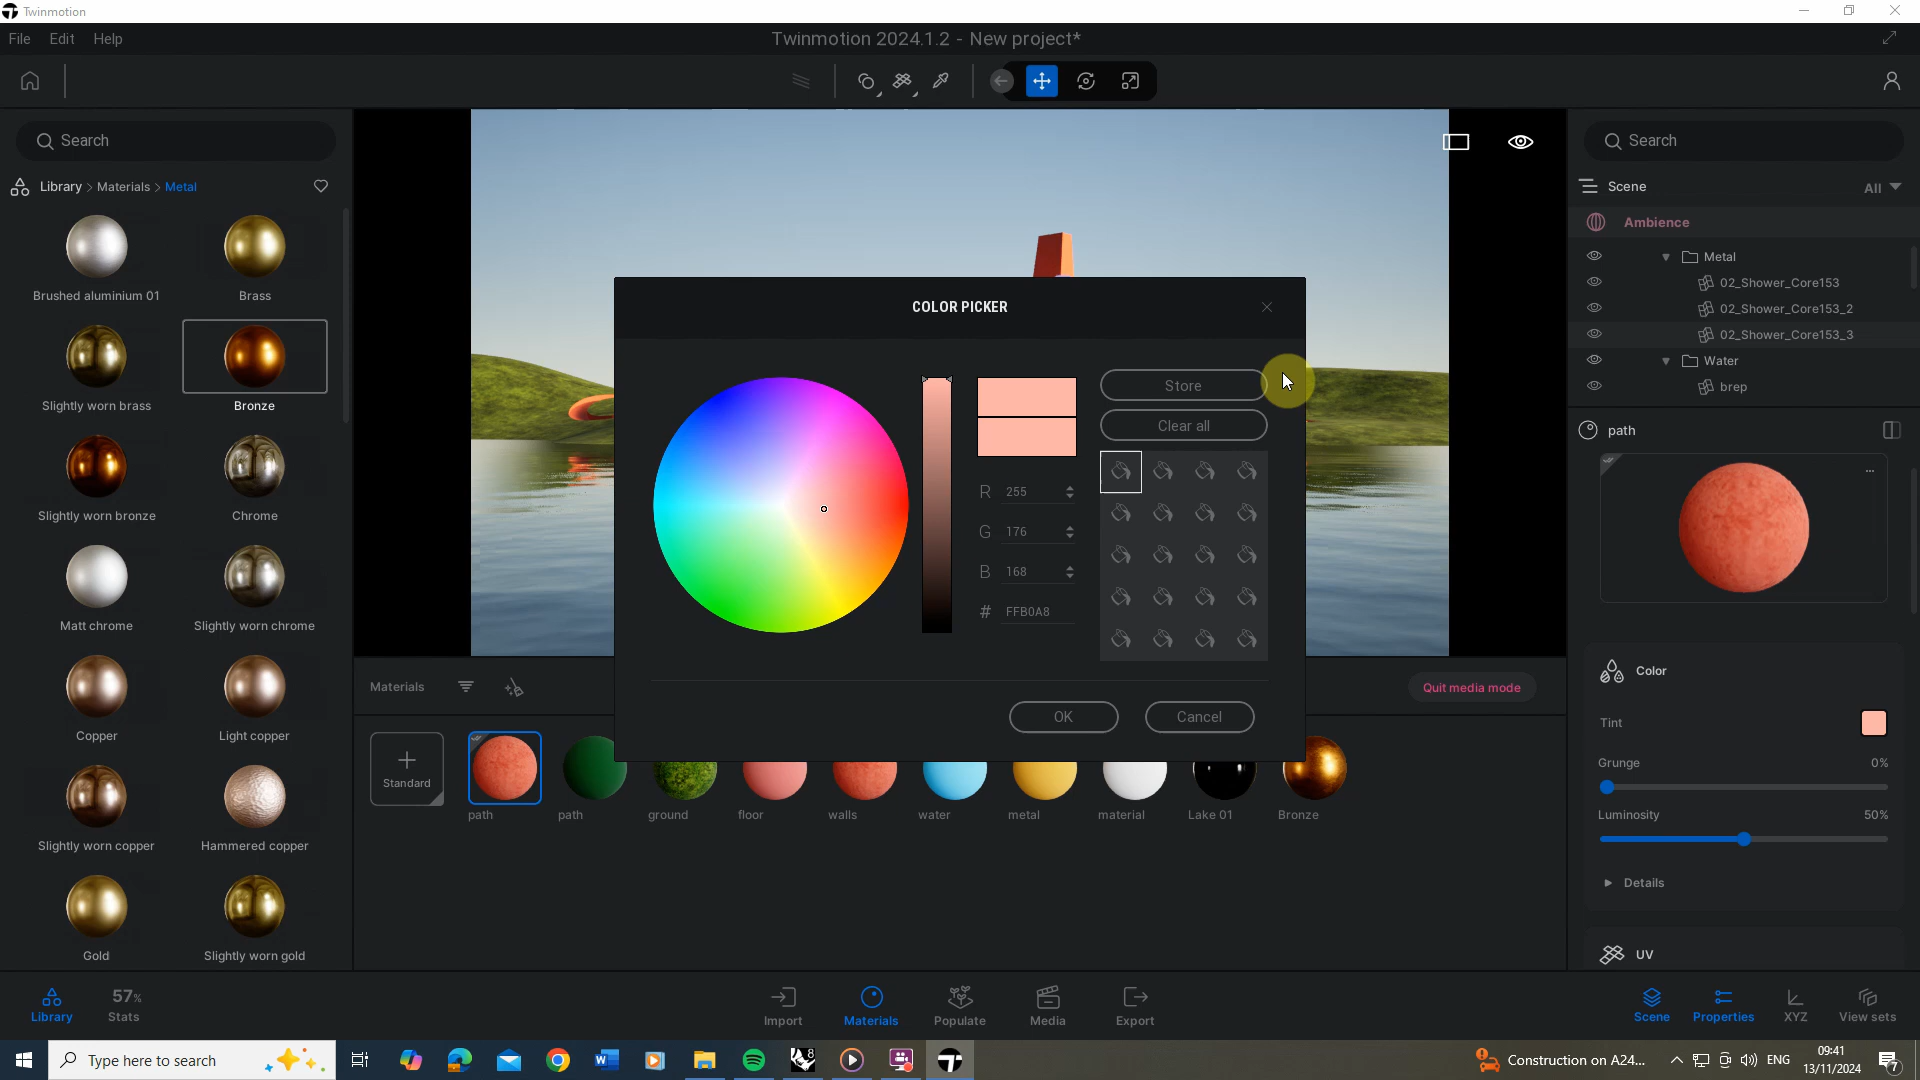 Twinmotion
File Edit Help
Twinmotion 2024.1.2 - New project*
Search
Library > Materials > Metal
Brushed aluminium 01
Brass
Slightly worn brass
Bronze
Slightly worn bronze
Chrome
Matt chrome
Slightly worn chrome
Copper
Light copper
Slightly worn copper
Hammered copper
Gold
Slightly worn gold
COLOR PICKER
Store
Clear all
R 255
G 176
B 168
# FFB0A8
OK
Cancel
Materials
Quit media mode
Standard
path
path
ground
floor
walls
water
metal
material
Lake 01
Bronze
Search
Scene
All
Ambience
Metal
02_Shower_Core153
02_Shower_Core153_2
02_Shower_Core153_3
Water
brep
path
Color
Tint
Grunge 0%
Luminosity 50%
Details
UV
Library
57%
Stats
Import
Materials
Populate
Media
Export
Scene
Properties
XYZ
View sets
Type here to search
Construction on A24...
ENG
09:41
13/11/2024
7